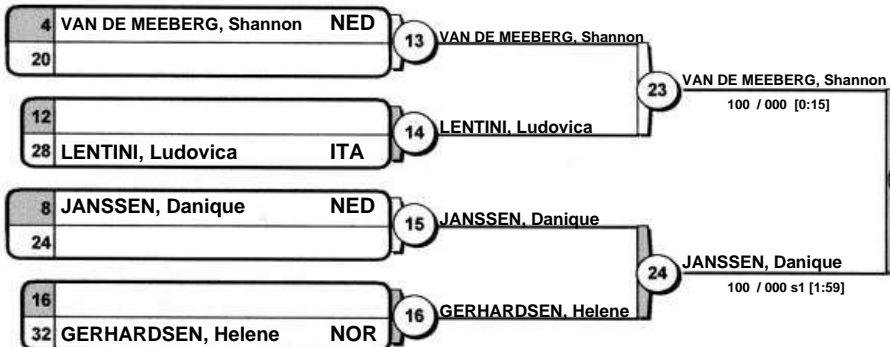 4 VAN DE MEEBERG, Shannon NED
20
13 VAN DE MEEBERG, Shannon
12
28 LENTINI, Ludovica ITA
14 LENTINI, Ludovica
23 VAN DE MEEBERG, Shannon
100 / 000 [0:15]
8 JANSSEN, Danique NED
24
15 JANSSEN, Danique
16
32 GERHARDSEN, Helene NOR
16 GERHARDSEN, Helene
24 JANSSEN, Danique
100 / 000 s1 [1:59]